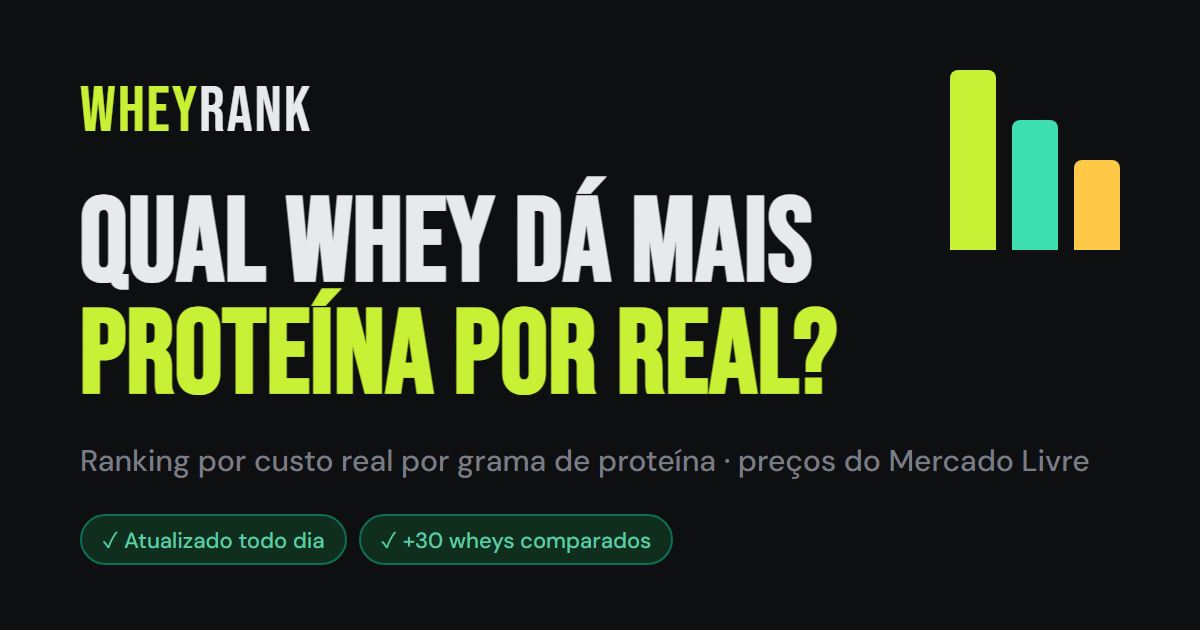 WHEYRANK
QUAL WHEY DÁ MAIS
PROTEÍNA POR REAL?
Ranking por custo real por grama de proteína · preços do Mercado Livre
✓ Atualizado todo dia
✓ +30 wheys comparados